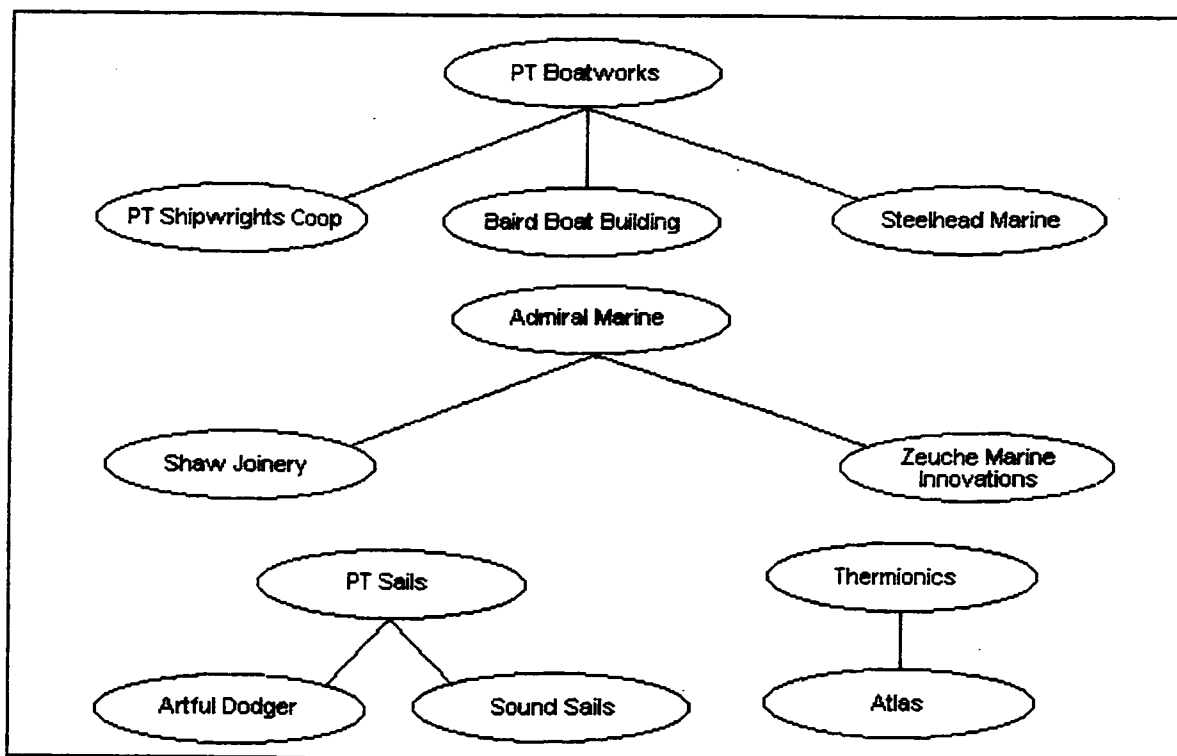 PT Boatworks
PT Shipwrights Coop
Baird Boat Building
Steelhead Marine
Admiral Marine
Shaw Joinery
Zeuche Marine
Innovations
PT Sails
Thermionics
Artful Dodger
Sound Sails
Atlas